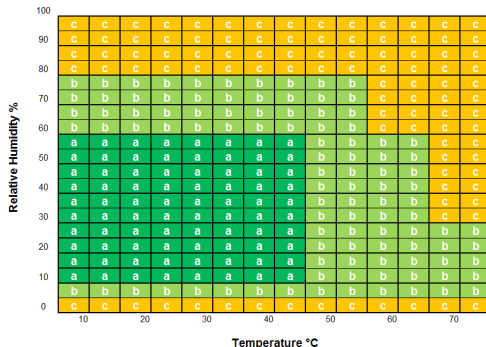 100
c c c c c c c c c c c c c c
90 c c c c c c c c c c c c c c
c c c c c c c c c c c c c c
80 c c c c c c c c c c c c c c
b b b b b b b b b b c c c c
70 b b b b b b b b b b c c c c
b b b b b b b b b b c c c c
60 b b b b b b b b b b c c c c
a a a a a a a a b b b b c c
50 a a a a a a a a b b b b c c
a a a a a a a a b b b b c c
40 a a a a a a a a b b b b c c
a a a a a a a a b b b b c c
30 a a a a a a a a b b b b c c
a a a a a a a a b b b b b b
20 a a a a a a a a b b b b b b
a a a a a a a a b b b b b b
10 a a a a a a a a b b b b b b
b b b b b b b b b b b b b b
0 c c c c c c c c c c c c c c
10 20 30 40 50 60 70
Relative Humidity %
Temperature °C